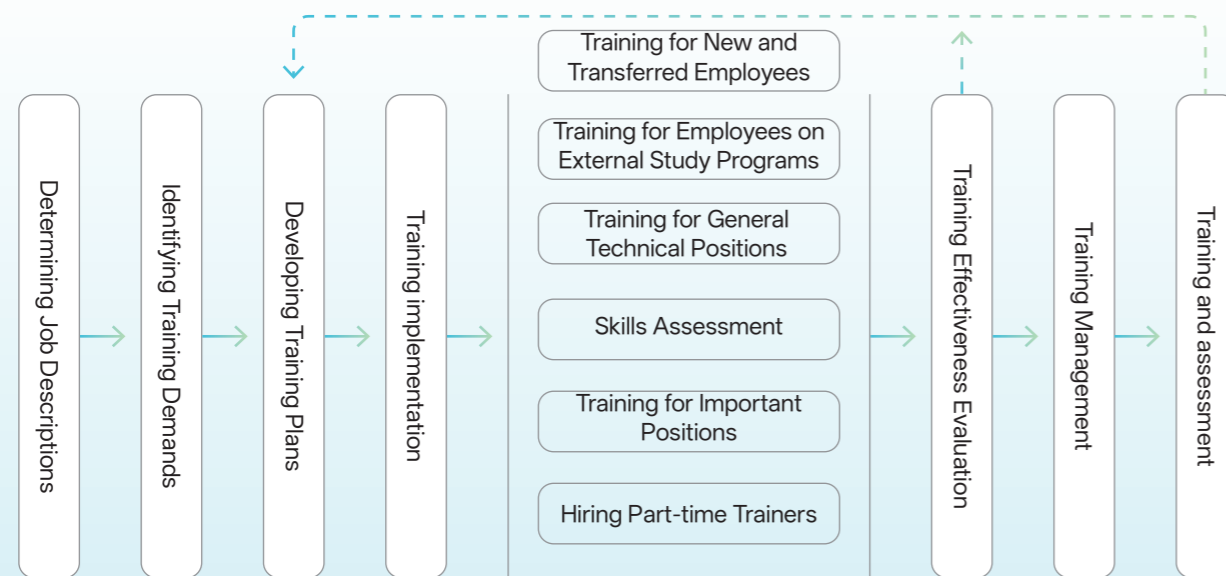 Determining Job Descriptions
Identifying Training Demands
Developing Training Plans
Training implementation
Training for New and
Transferred Employees
Training for Employees on
External Study Programs
Training for General
Technical Positions
Skills Assessment
Training for Important
Positions
Hiring Part-time Trainers
Training Effectiveness Evaluation
Training Management
Training and assessment